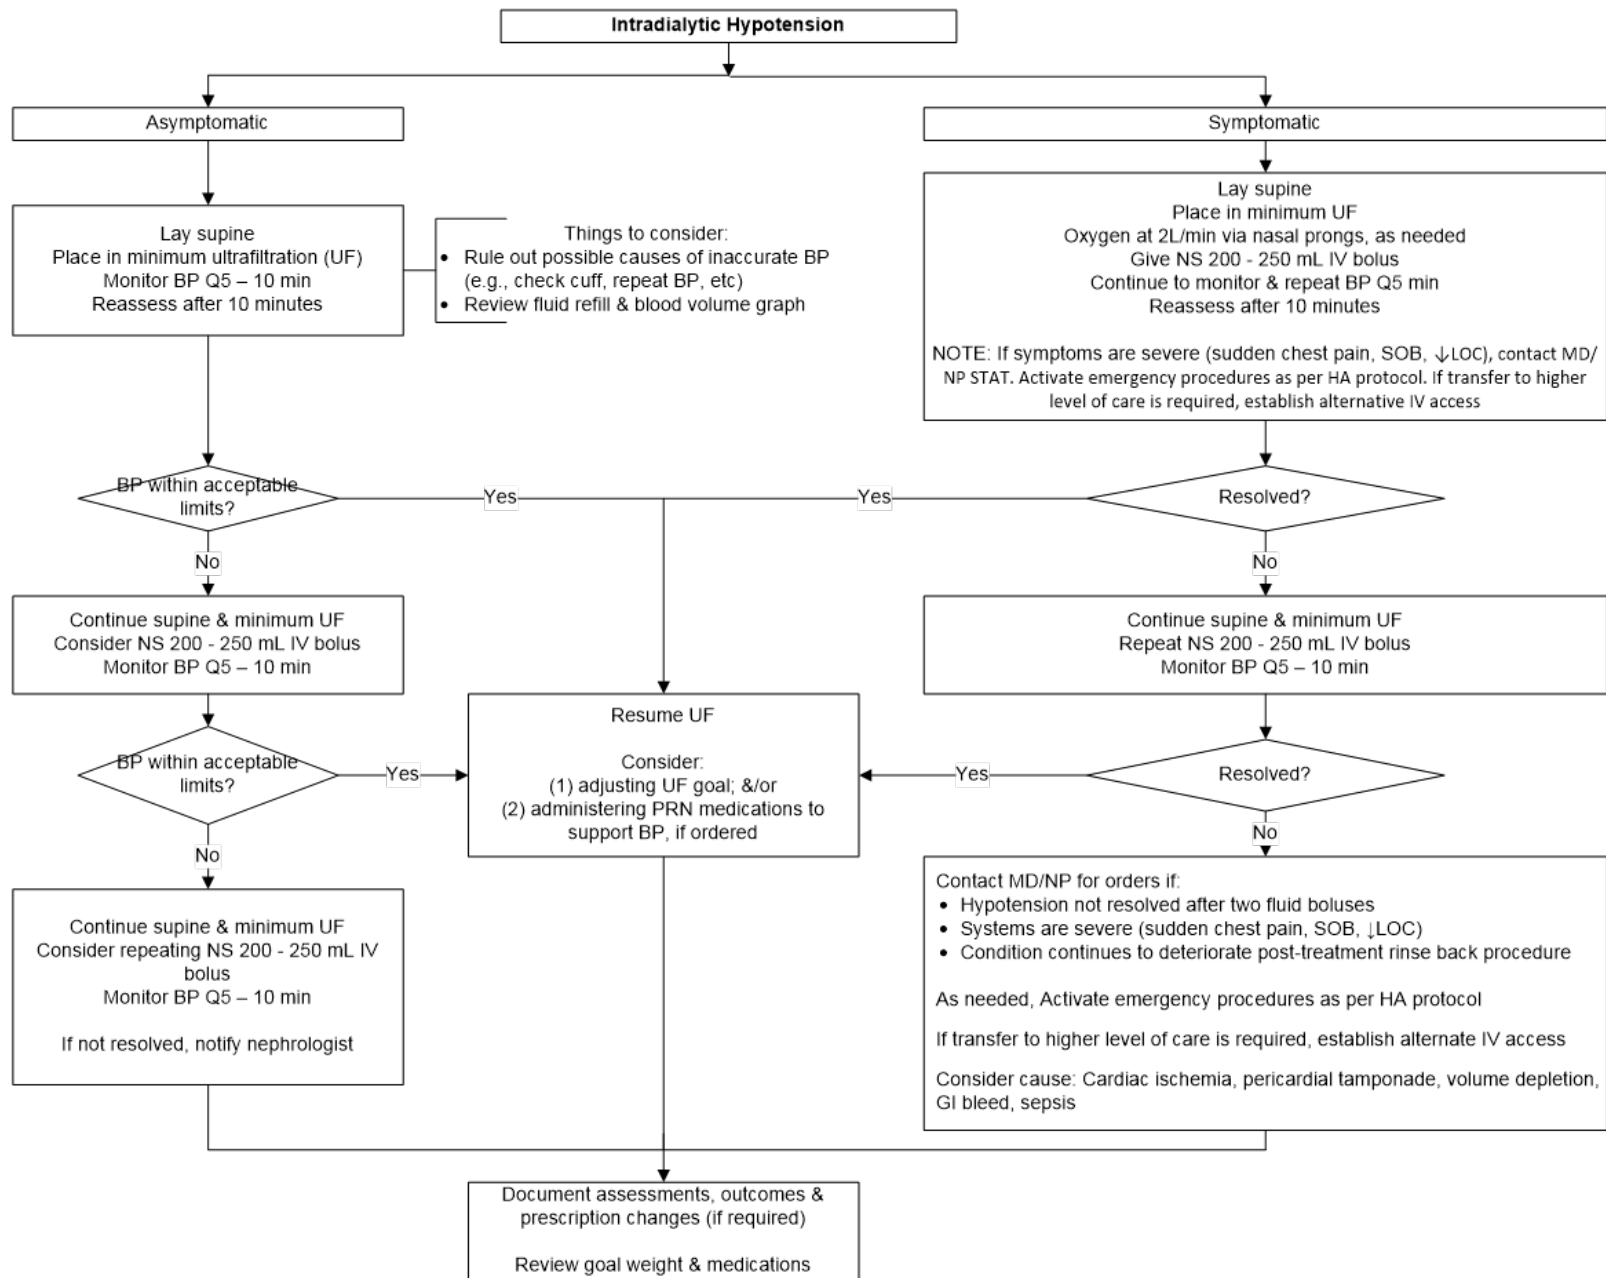 Intradialytic Hypotension
Asymptomatic
Symptomatic
Lay supine
Place in minimum ultrafiltration (UF)
Monitor BP Q5 – 10 min
Reassess after 10 minutes
Things to consider:
• Rule out possible causes of inaccurate BP
(e.g., check cuff, repeat BP, etc)
• Review fluid refill & blood volume graph
Lay supine
Place in minimum UF
Oxygen at 2L/min via nasal prongs, as needed
Give NS 200 - 250 mL IV bolus
Continue to monitor & repeat BP Q5 min
Reassess after 10 minutes
NOTE: If symptoms are severe (sudden chest pain, SOB, ↓LOC), contact MD/
NP STAT. Activate emergency procedures as per HA protocol. If transfer to higher
level of care is required, establish alternative IV access
BP within acceptable
limits?
Yes
Yes
Resolved?
No
No
Continue supine & minimum UF
Consider NS 200 - 250 mL IV bolus
Monitor BP Q5 – 10 min
Continue supine & minimum UF
Repeat NS 200 - 250 mL IV bolus
Monitor BP Q5 – 10 min
Resume UF
Consider:
(1) adjusting UF goal; &/or
(2) administering PRN medications to
support BP, if ordered
BP within acceptable
limits?
Yes
Yes
Resolved?
No
No
Continue supine & minimum UF
Consider repeating NS 200 - 250 mL IV
bolus
Monitor BP Q5 – 10 min
If not resolved, notify nephrologist
Contact MD/NP for orders if:
• Hypotension not resolved after two fluid boluses
• Systems are severe (sudden chest pain, SOB, ↓LOC)
• Condition continues to deteriorate post-treatment rinse back procedure
As needed, Activate emergency procedures as per HA protocol
If transfer to higher level of care is required, establish alternate IV access
Consider cause: Cardiac ischemia, pericardial tamponade, volume depletion,
GI bleed, sepsis
Document assessments, outcomes &
prescription changes (if required)
Review goal weight & medications